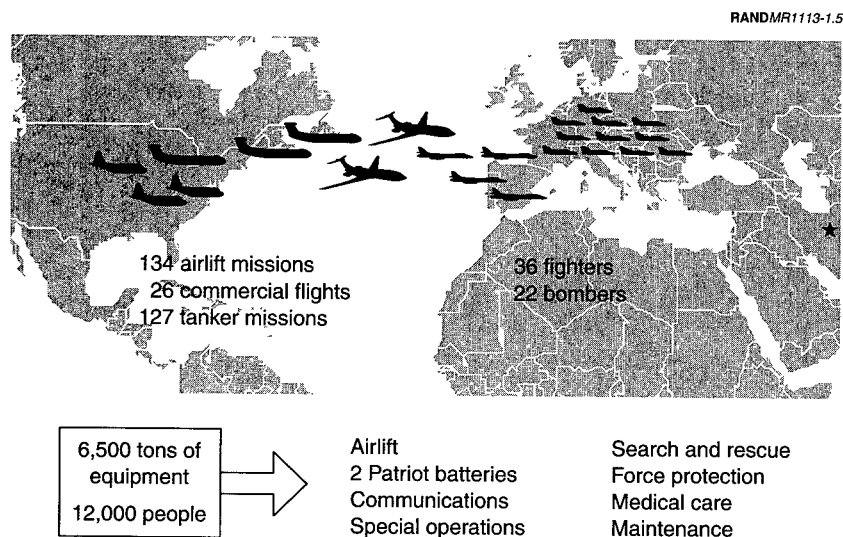 RANDMR1113-1.5
134 airlift missions
26 commercial flights
127 tanker missions
36 fighters
22 bombers
6,500 tons of
equipment
12,000 people
Airlift
2 Patriot batteries
Communications
Special operations
Search and rescue
Force protection
Medical care
Maintenance